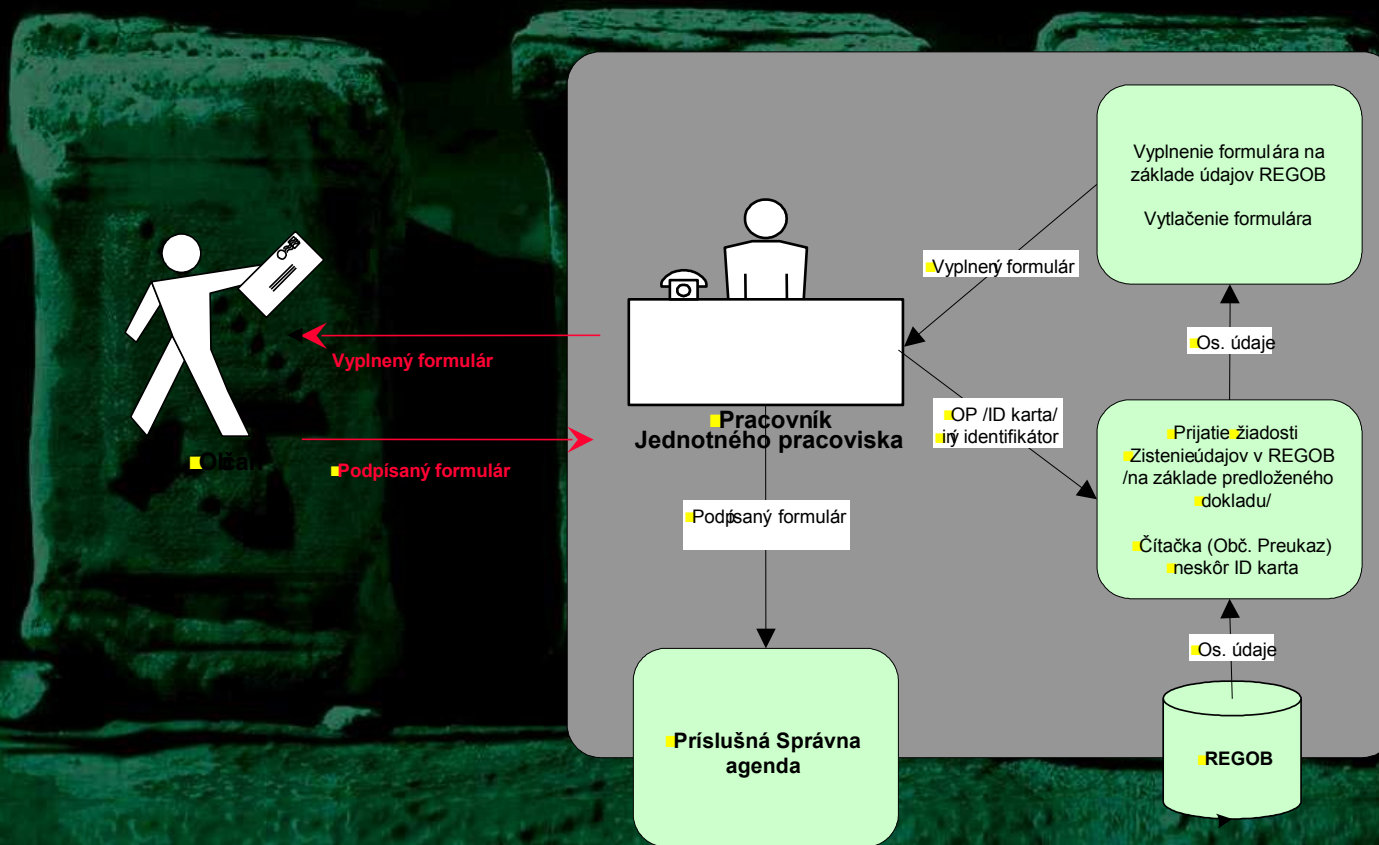 Vyplnenie formulára na
základe údajov REGOB
Vytlačenie formulára
Vyplnený formulár
Os. údaje
Vyplnený formulár
Pracovník
Jednotného pracoviska
OP /ID karta/
iný identifikátor
Prijatie žiadosti
Zistenie údajov v REGOB
/na základe predloženého
dokladu/
Čítačka (Obč. Preukaz)
neskôr ID karta
Občan
Podpísaný formulár
Podpísaný formulár
Os. údaje
Príslušná Správna
agenda
REGOB